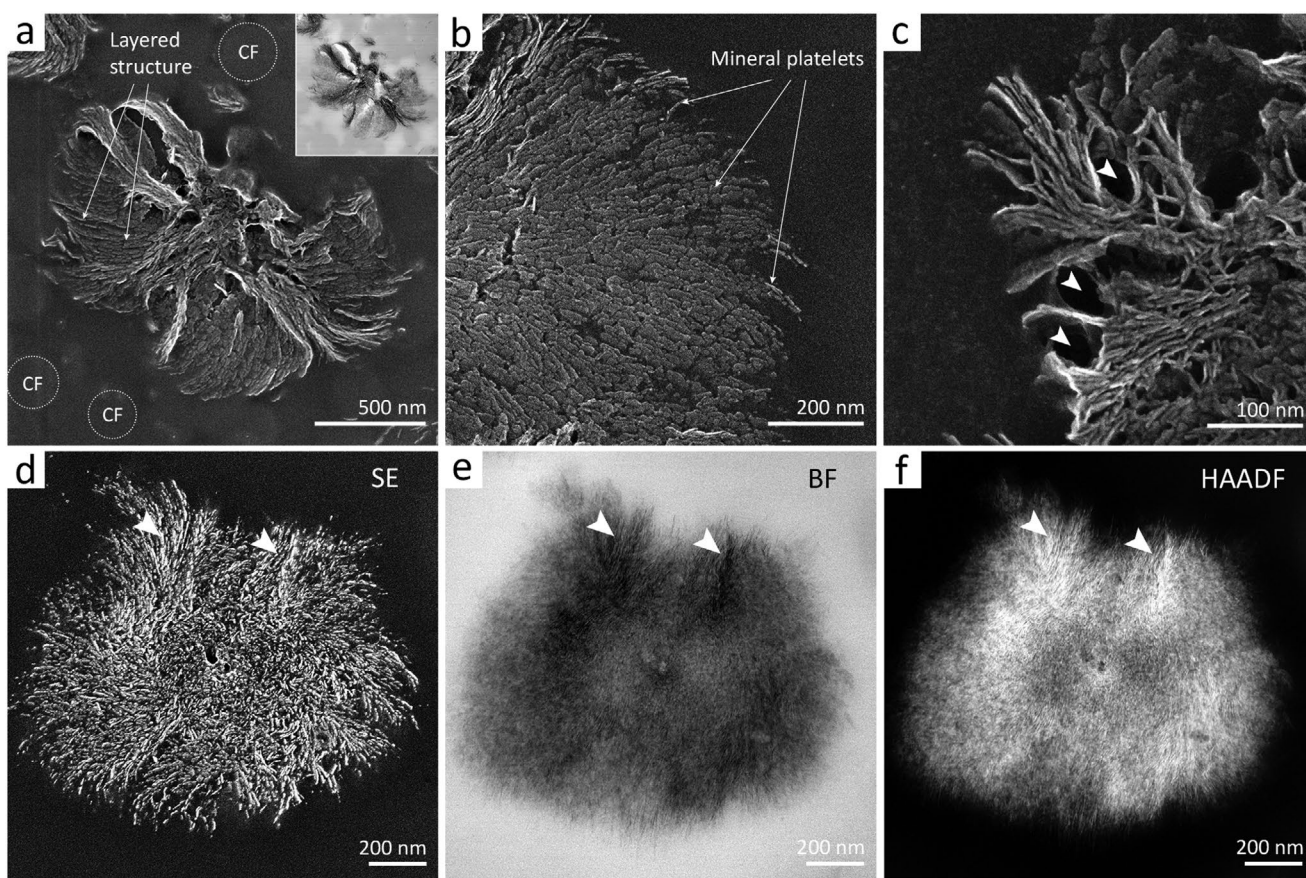 a
Layered
structure
CF
CF
CF
500 nm
b
Mineral platelets
200 nm
c
100 nm
d
SE
200 nm
e
BF
200 nm
f
HAADF
200 nm